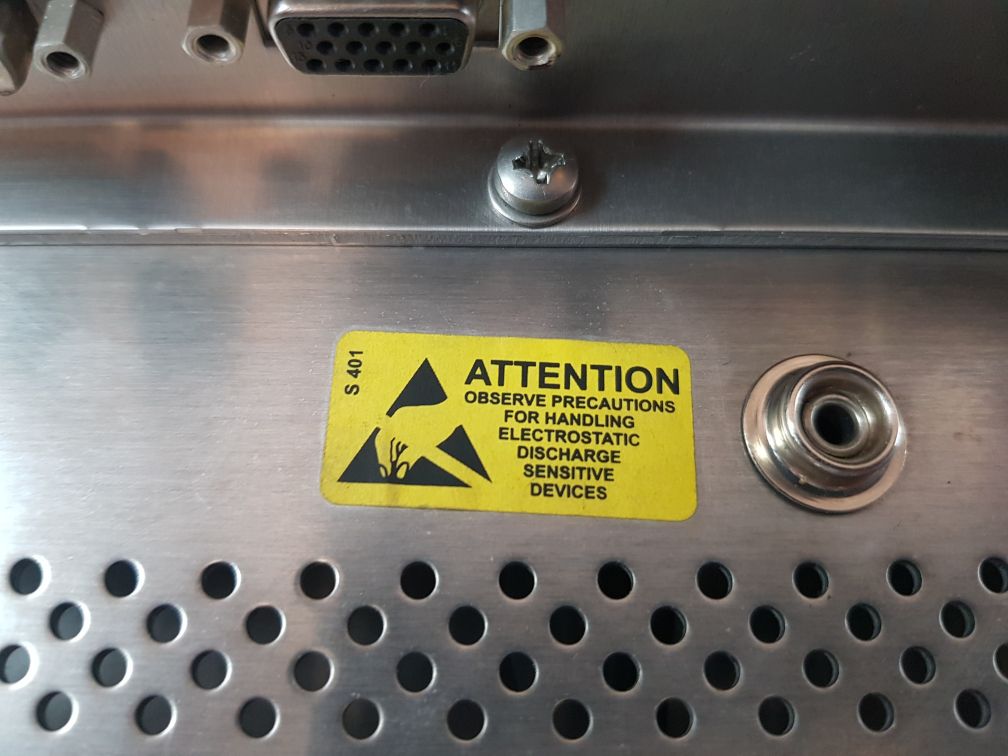 S 401
ATTENTION
OBSERVE PRECAUTIONS
FOR HANDLING
ELECTROSTATIC
DISCHARGE
SENSITIVE
DEVICES